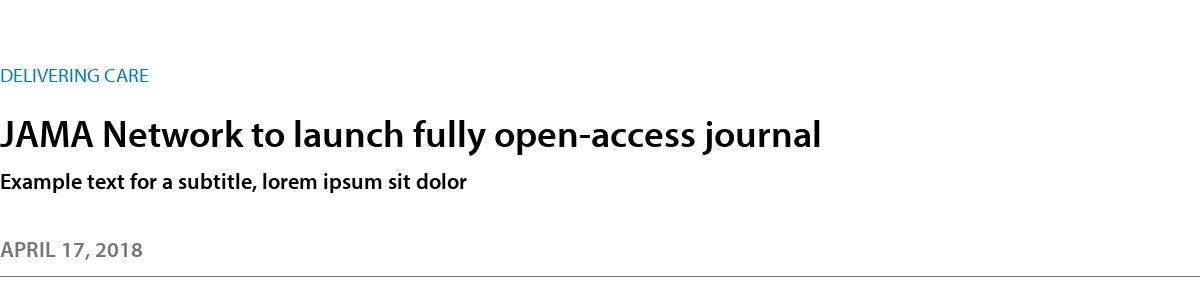 DELIVERING CARE
JAMA Network to launch fully open-access journal
Example text for a subtitle, lorem ipsum sit dolor
APRIL 17, 2018